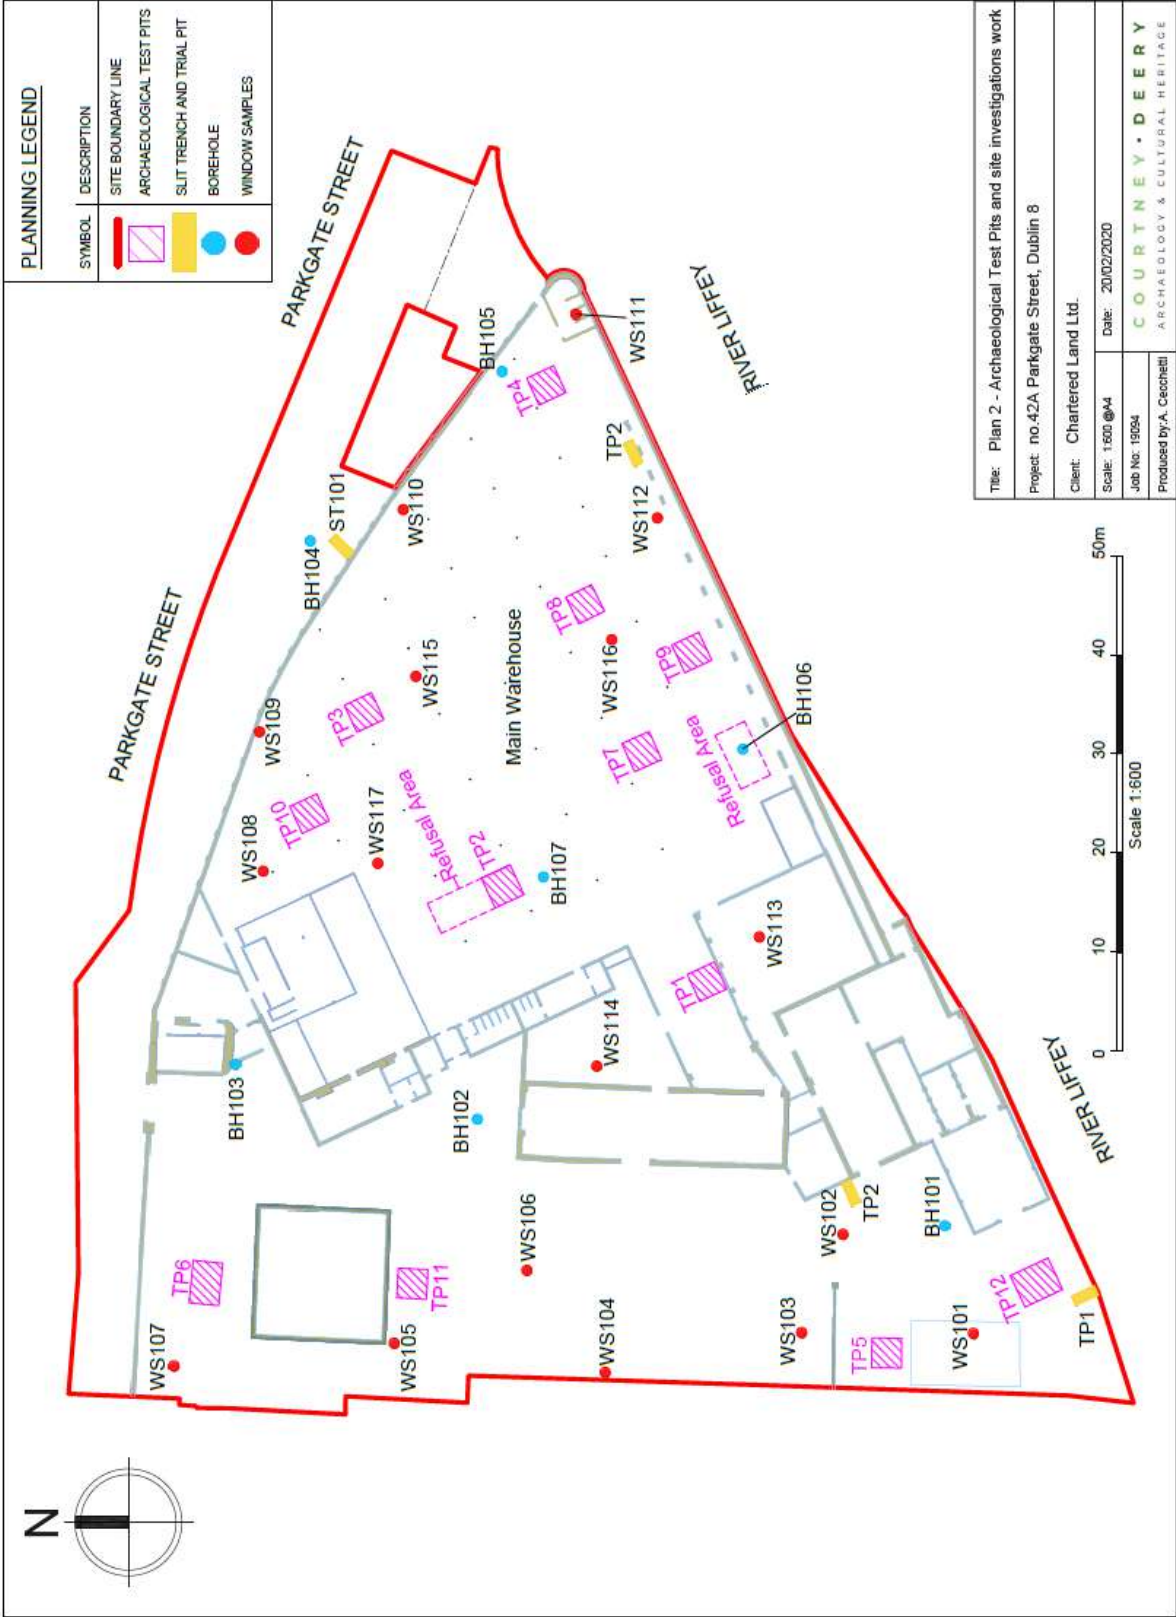 N
PLANNING LEGEND
SYMBOL DESCRIPTION
SITE BOUNDARY LINE
ARCHAEOLOGICAL TEST PITS
SLIT TRENCH AND TRIAL PIT
BOREHOLE
WINDOW SAMPLES
PARKGATE STREET
PARKGATE STREET
WS107
TP6
BH103
WS108
TP10
WS109
BH104
ST101
BH105
WS105
TP11
BH102
WS117
Refusal Area
TP2
TP3
WS115
WS110
TP4
WS111
RIVER LIFFEY
WS104
WS106
WS114
BH107
Main Warehouse
TP7
WS116
TP8
WS112
TP2
WS103
WS102
TP2
TP1
WS113
Refusal Area
BH106
TP9
TP5
WS101
BH101
TP12
TP1
RIVER LIFFEY
0 10 20 30 40 50m
Scale 1:600
Title: Plan 2 - Archaeological Test Pits and site investigations work
Project: no.42A Parkgate Street, Dublin 8
Client: Chartered Land Ltd.
Scale: 1:600 @A4 Date: 20/02/2020
Job No: 19094
Produced by:A. Cecchetti
COURTNEY · DEERY
ARCHAEOLOGY & CULTURAL HERITAGE